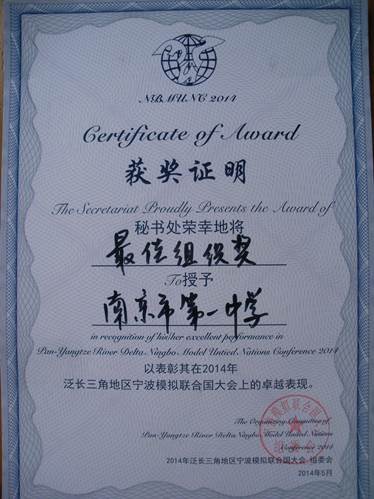 NBMUNC 2014
Certificate of Award
获奖证明
The Secretariat Proudly Presents the Award of
秘书处荣幸地将
最佳组织奖
To授予
南京市第一中学
in recognition of his/her excellent performance in
Pan-Yangtze River Delta Ningbo Model Untied Nations Conference 2014
以表彰其在2014年
泛长三角地区宁波模拟联合国大会上的卓越表现。
The Organizing Committee of
Pan-Yangtze River Delta Ningbo Model United Nations
Conference 2014
2014年泛长三角地区宁波模拟联合国大会 组委会
2014年5月